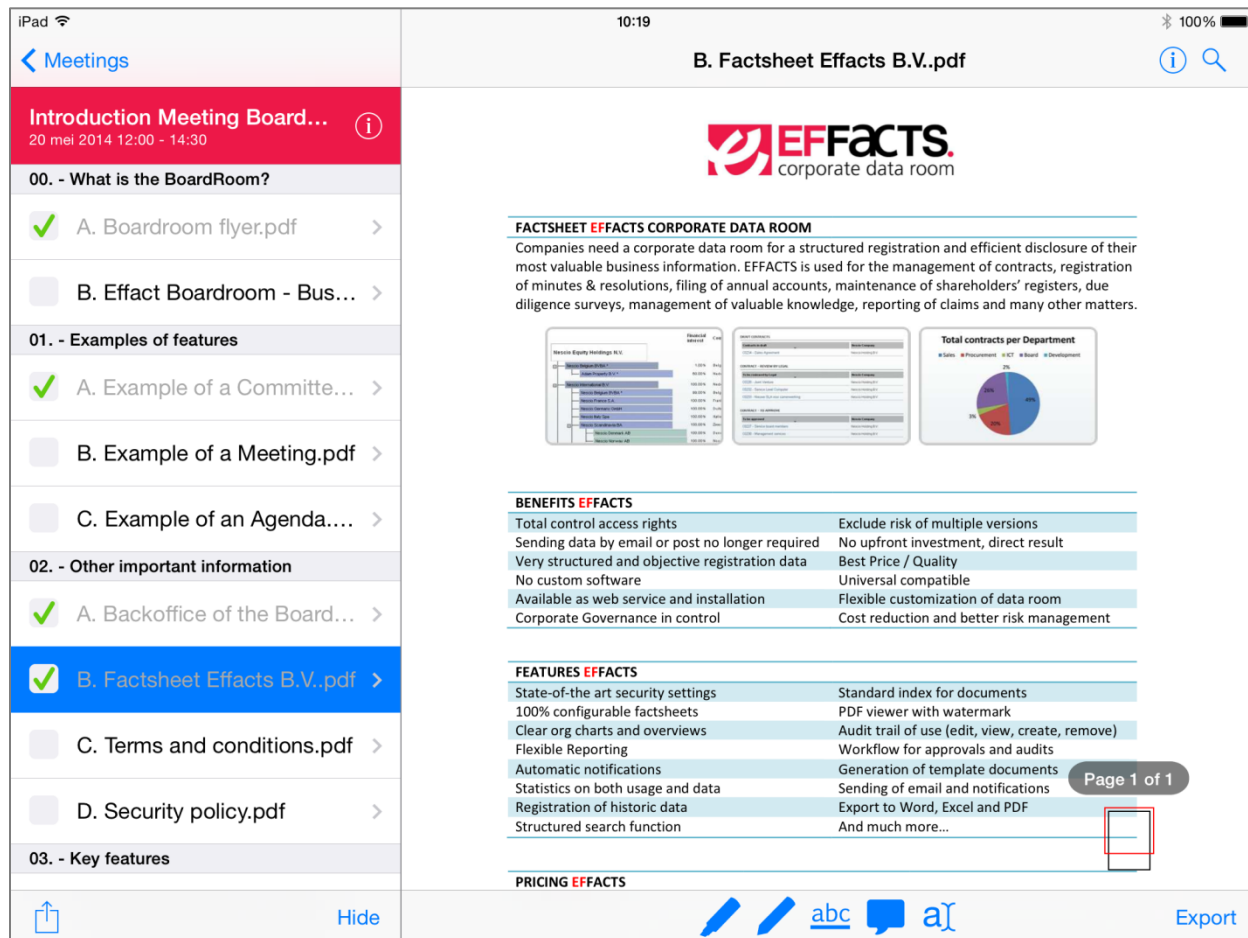 iPad 10:19 100%
Meetings
B. Factsheet Effacts B.V..pdf
Introduction Meeting Board...
20 mei 2014 12:00 - 14:30
00. - What is the BoardRoom?
A. Boardroom flyer.pdf
B. Effact Boardroom - Bus...
01. - Examples of features
A. Example of a Committe...
B. Example of a Meeting.pdf
C. Example of an Agenda....
02. - Other important information
A. Backoffice of the Board...
B. Factsheet Effacts B.V..pdf
C. Terms and conditions.pdf
D. Security policy.pdf
03. - Key features
Hide
EFFaCTS.
corporate data room
FACTSHEET EFFACTS CORPORATE DATA ROOM
Companies need a corporate data room for a structured registration and efficient disclosure of their
most valuable business information. EFFACTS is used for the management of contracts, registration
of minutes & resolutions, filing of annual accounts, maintenance of shareholders' registers, due
diligence surveys, management of valuable knowledge, reporting of claims and many other matters.
Nessio Equity Holdings N.V.
Total contracts per Department
Sales Procurement ICT Board Development
BENEFITS EFFACTS
Total control access rights Exclude risk of multiple versions
Sending data by email or post no longer required No upfront investment, direct result
Very structured and objective registration data Best Price / Quality
No custom software Universal compatible
Available as web service and installation Flexible customization of data room
Corporate Governance in control Cost reduction and better risk management
FEATURES EFFACTS
State-of-the art security settings Standard index for documents
100% configurable factsheets PDF viewer with watermark
Clear org charts and overviews Audit trail of use (edit, view, create, remove)
Flexible Reporting Workflow for approvals and audits
Automatic notifications Generation of template documents
Statistics on both usage and data Sending of email and notifications
Registration of historic data Export to Word, Excel and PDF
Structured search function And much more…
Page 1 of 1
PRICING EFFACTS
abc
a
Export